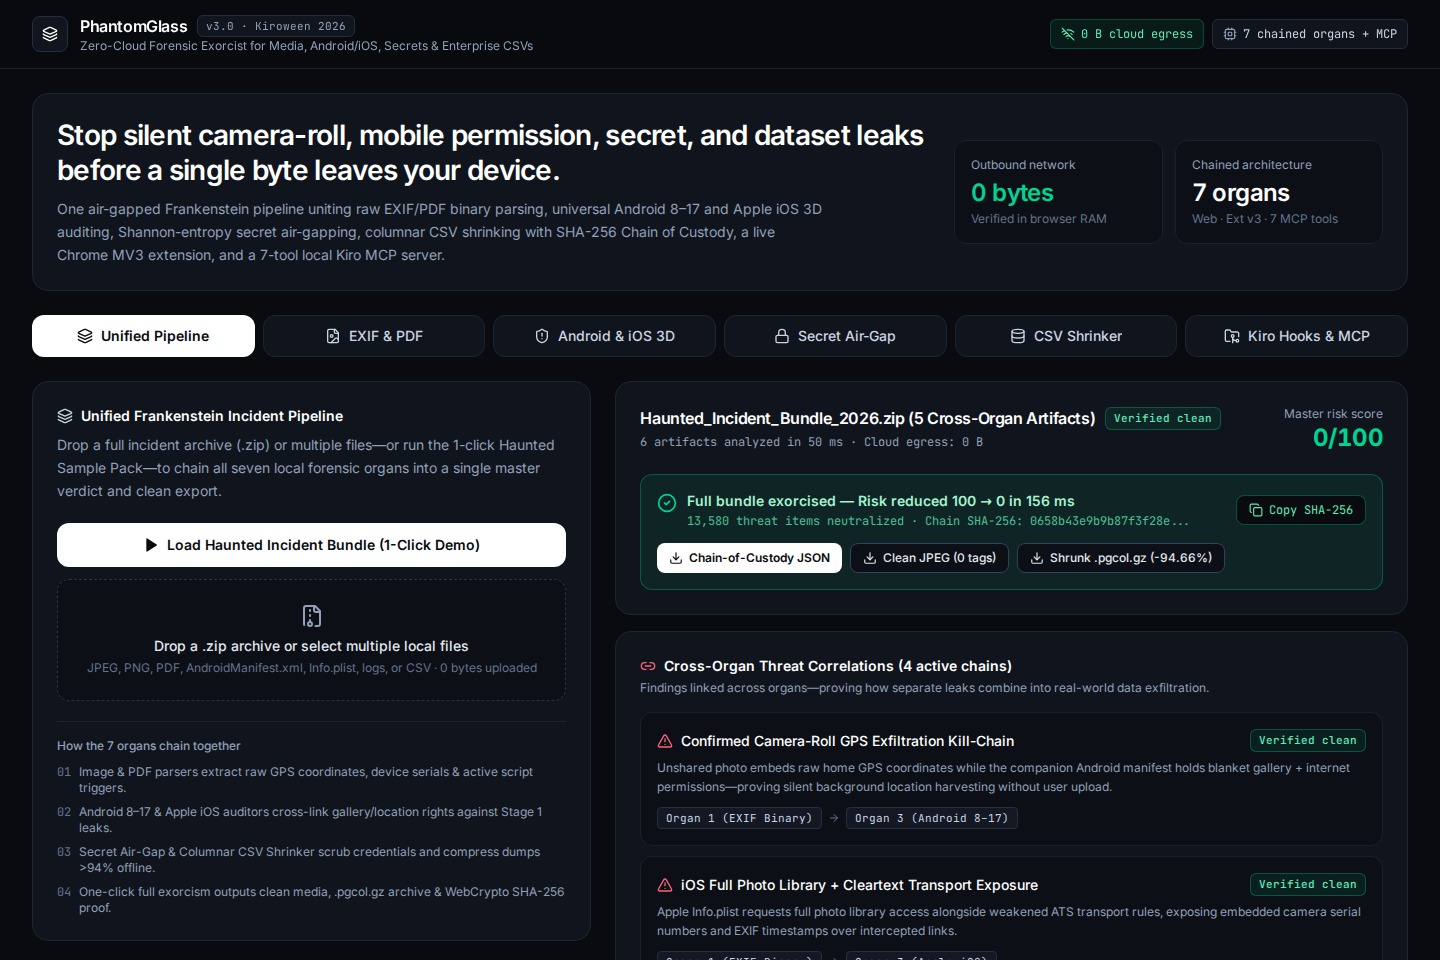 PhantomGlass
v3.0 · Kiroween 2026
Zero-Cloud Forensic Exorcist for Media, Android/iOS, Secrets & Enterprise CSVs
0 B cloud egress
7 chained organs + MCP
Stop silent camera-roll, mobile permission, secret, and dataset leaks
before a single byte leaves your device.
One air-gapped Frankenstein pipeline uniting raw EXIF/PDF binary parsing, universal Android 8–17 and Apple iOS 3D
auditing, Shannon-entropy secret air-gapping, columnar CSV shrinking with SHA-256 Chain of Custody, a live
Chrome MV3 extension, and a 7-tool local Kiro MCP server.
Outbound network
0 bytes
Verified in browser RAM
Chained architecture
7 organs
Web · Ext v3 · 7 MCP tools
Unified Pipeline
EXIF & PDF
Android & iOS 3D
Secret Air-Gap
CSV Shrinker
Kiro Hooks & MCP
Unified Frankenstein Incident Pipeline
Drop a full incident archive (.zip) or multiple files—or run the 1-click Haunted
Sample Pack—to chain all seven local forensic organs into a single master
verdict and clean export.
Load Haunted Incident Bundle (1-Click Demo)
Drop a .zip archive or select multiple local files
JPEG, PNG, PDF, AndroidManifest.xml, Info.plist, logs, or CSV · 0 bytes uploaded
How the 7 organs chain together
01 Image & PDF parsers extract raw GPS coordinates, device serials & active script
triggers.
02 Android 8–17 & Apple iOS auditors cross-link gallery/location rights against Stage 1
leaks.
03 Secret Air-Gap & Columnar CSV Shrinker scrub credentials and compress dumps
>94% offline.
04 One-click full exorcism outputs clean media, .pgcol.gz archive & WebCrypto SHA-256
proof.
Haunted_Incident_Bundle_2026.zip (5 Cross-Organ Artifacts)
Verified clean
6 artifacts analyzed in 50 ms · Cloud egress: 0 B
Master risk score
0/100
Full bundle exorcised — Risk reduced 100 → 0 in 156 ms
13,580 threat items neutralized · Chain SHA-256: 0658b43e9b9b87f3f28e...
Copy SHA-256
Chain-of-Custody JSON
Clean JPEG (0 tags)
Shrunk .pgcol.gz (-94.66%)
Cross-Organ Threat Correlations (4 active chains)
Findings linked across organs—proving how separate leaks combine into real-world data exfiltration.
Confirmed Camera-Roll GPS Exfiltration Kill-Chain
Verified clean
Unshared photo embeds raw home GPS coordinates while the companion Android manifest holds blanket gallery + internet
permissions—proving silent background location harvesting without user upload.
Organ 1 (EXIF Binary) → Organ 3 (Android 8–17)
iOS Full Photo Library + Cleartext Transport Exposure
Verified clean
Apple Info.plist requests full photo library access alongside weakened ATS transport rules, exposing embedded camera serial
numbers and EXIF timestamps over intercepted links.